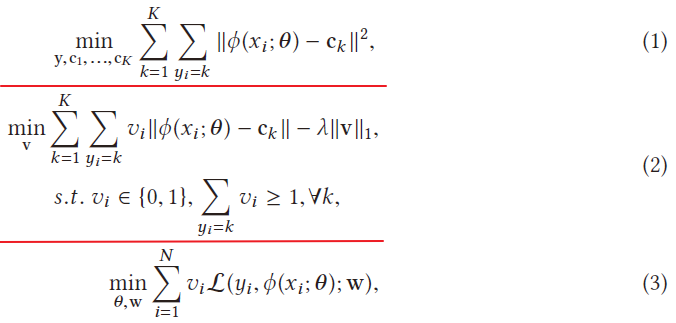 min_{y,c_1,…,c_K} ∑_{k=1}^{K} ∑_{y_i=k} ‖ϕ(x_i; θ) − c_k‖², (1)
min_v ∑_{k=1}^{K} ∑_{y_i=k} v_i‖ϕ(x_i; θ) − c_k‖ − λ‖v‖_1,
(2)
s.t. v_i ∈ {0, 1}, ∑_{y_i=k} v_i ≥ 1, ∀k,
min_{θ,w} ∑_{i=1}^{N} v_i ℒ(y_i, ϕ(x_i; θ); w), (3)